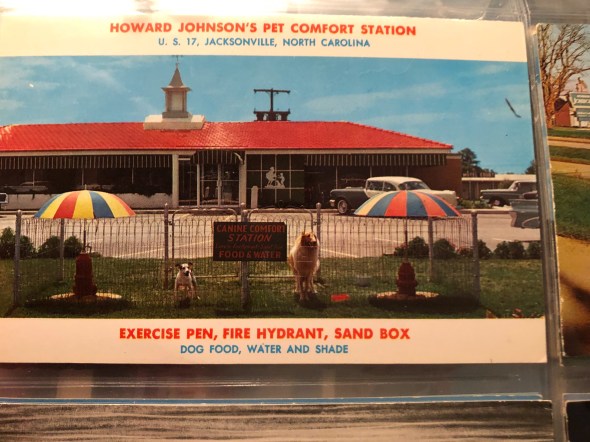 HOWARD JOHNSON'S PET COMFORT STATION
U. S. 17, JACKSONVILLE, NORTH CAROLINA
CANINE COMFORT
STATION
FOOD & WATER
EXERCISE PEN, FIRE HYDRANT, SAND BOX
DOG FOOD, WATER AND SHADE